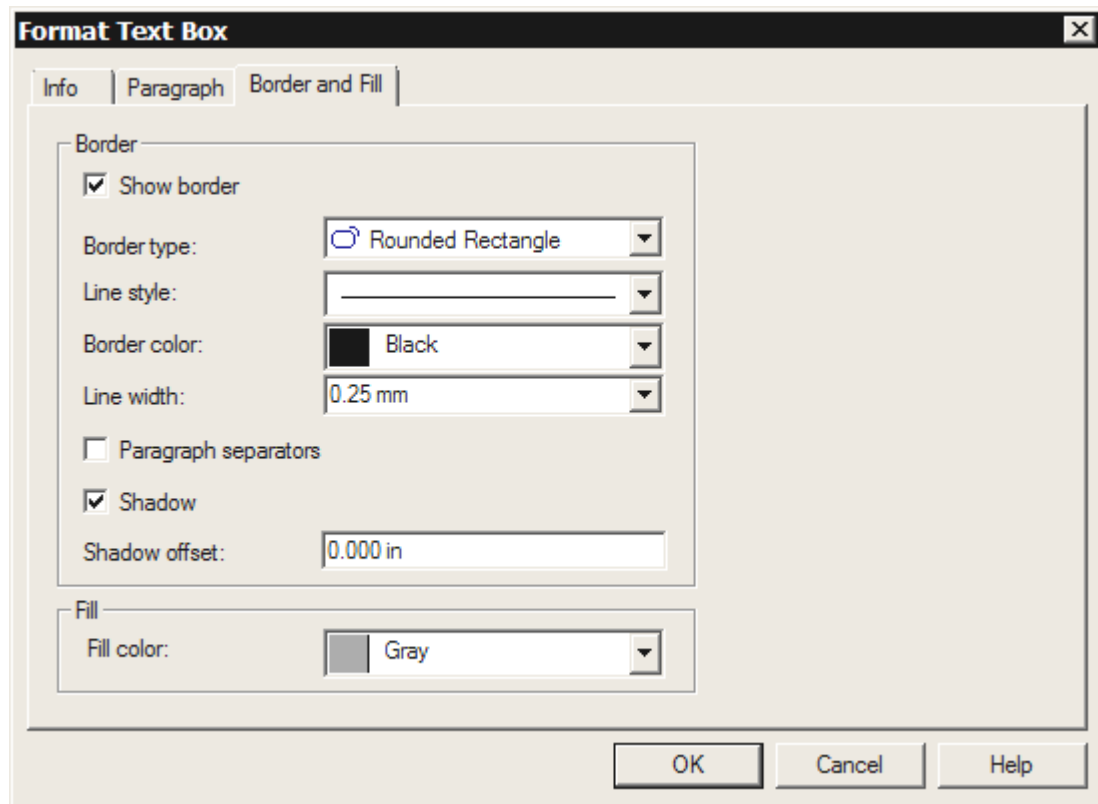 Format Text Box
Info Paragraph Border and Fill
Border
Show border
Border type: Rounded Rectangle
Line style:
Border color: Black
Line width: 0.25 mm
Paragraph separators
Shadow
Shadow offset: 0.000 in
Fill
Fill color: Gray
OK Cancel Help